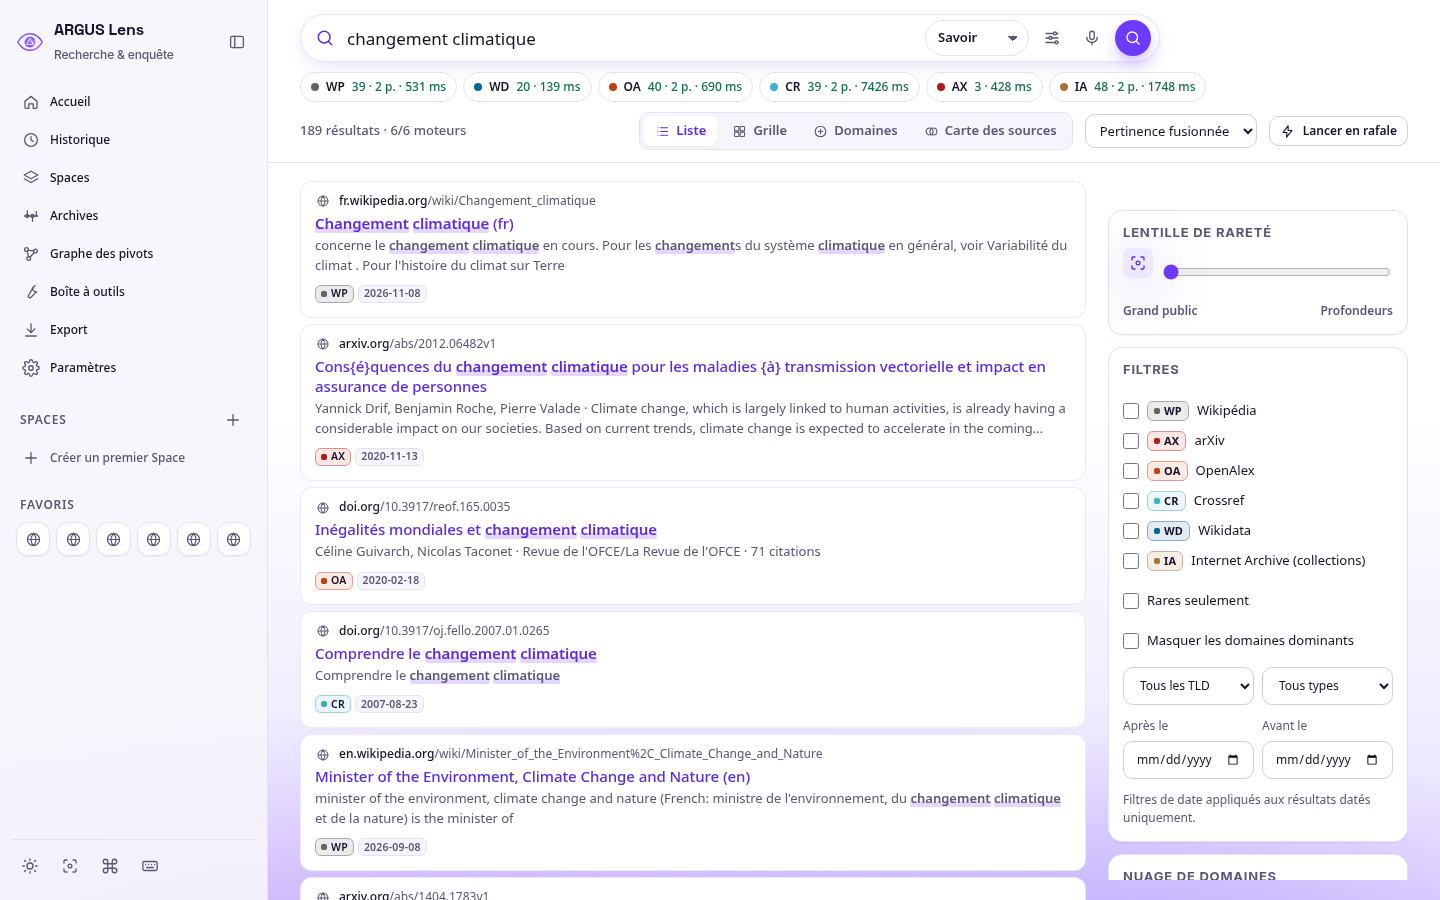 ARGUS Lens
Recherche & enquête
Accueil
Historique
Spaces
Archives
Graphe des pivots
Boîte à outils
Export
Paramètres
SPACES
Créer un premier Space
FAVORIS
changement climatique
Savoir
WP 39 · 2 p. · 531 ms
WD 20 · 139 ms
OA 40 · 2 p. · 690 ms
CR 39 · 2 p. · 7426 ms
AX 3 · 428 ms
IA 48 · 2 p. · 1748 ms
189 résultats · 6/6 moteurs
Liste
Grille
Domaines
Carte des sources
Pertinence fusionnée
Lancer en rafale
fr.wikipedia.org/wiki/Changement_climatique
Changement climatique (fr)
concerne le changement climatique en cours. Pour les changements du système climatique en général, voir Variabilité du
climat . Pour l'histoire du climat sur Terre
WP 2026-11-08
arxiv.org/abs/2012.06482v1
Cons{é}quences du changement climatique pour les maladies {à} transmission vectorielle et impact en
assurance de personnes
Yannick Drif, Benjamin Roche, Pierre Valade · Climate change, which is largely linked to human activities, is already having a
considerable impact on our societies. Based on current trends, climate change is expected to accelerate in the coming…
AX 2020-11-13
doi.org/10.3917/reof.165.0035
Inégalités mondiales et changement climatique
Céline Guivarch, Nicolas Taconet · Revue de l'OFCE/La Revue de l'OFCE · 71 citations
OA 2020-02-18
doi.org/10.3917/oj.fello.2007.01.0265
Comprendre le changement climatique
Comprendre le changement climatique
CR 2007-08-23
en.wikipedia.org/wiki/Minister_of_the_Environment%2C_Climate_Change_and_Nature
Minister of the Environment, Climate Change and Nature (en)
minister of the environment, climate change and nature (French: ministre de l'environnement, du changement climatique
et de la nature) is the minister of
WP 2026-09-08
arxiv.org/abs/1404.1783v1
LENTILLE DE RARETÉ
Grand public
Profondeurs
FILTRES
WP Wikipédia
AX arXiv
OA OpenAlex
CR Crossref
WD Wikidata
IA Internet Archive (collections)
Rares seulement
Masquer les domaines dominants
Tous les TLD
Tous types
Après le
Avant le
mm/dd/yyyy
mm/dd/yyyy
Filtres de date appliqués aux résultats datés
uniquement.
NUAGE DE DOMAINES